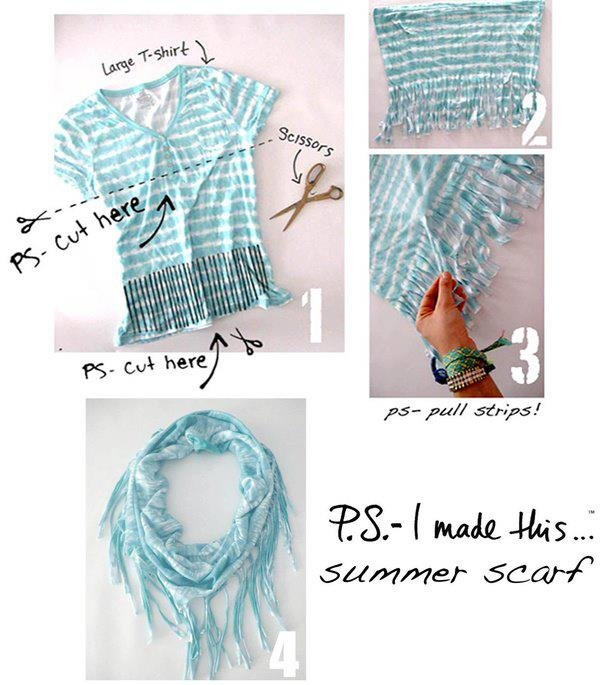 Large T-shirt
Scissors
PS- cut here
PS- cut here
1
2
3
ps- pull strips!
4
P.S.- I made this...™
summer scarf